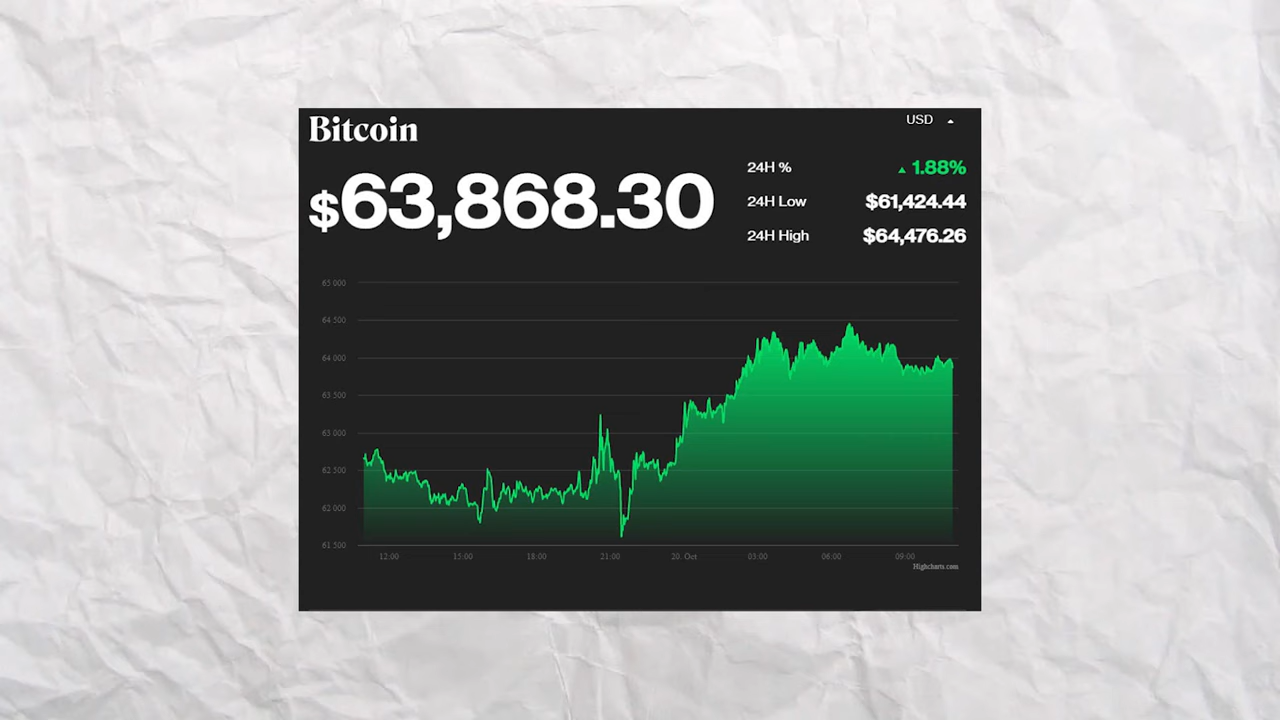 Bitcoin
USD
$63,868.30
24H % 1.88%
24H Low $61,424.44
24H High $64,476.26
65 000
64 500
64 000
63 500
63 000
62 500
62 000
61 500
12:00 15:00 18:00 21:00 20. Oct 03:00 06:00 09:00
Highcharts.com